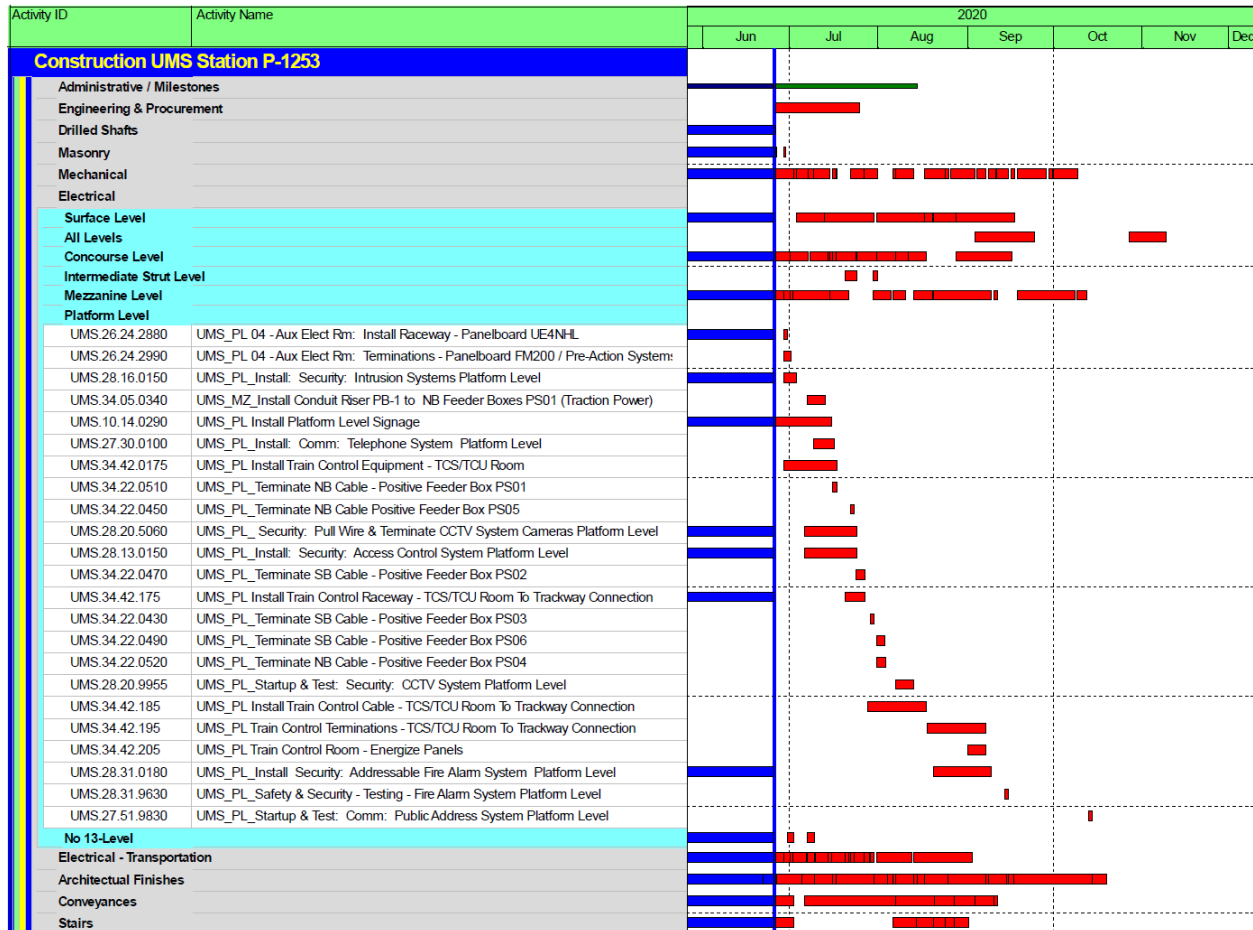 Activity ID Activity Name 2020
Jun Jul Aug Sep Oct Nov Dec
Construction UMS Station P-1253
Administrative / Milestones
Engineering & Procurement
Drilled Shafts
Masonry
Mechanical
Electrical
Surface Level
All Levels
Concourse Level
Intermediate Strut Level
Mezzanine Level
Platform Level
UMS.26.24.2880 UMS_PL 04 - Aux Elect Rm: Install Raceway - Panelboard UE4NHL
UMS.26.24.2990 UMS_PL 04 - Aux Elect Rm: Terminations - Panelboard FM200 / Pre-Action Systems
UMS.28.16.0150 UMS_PL_Install: Security: Intrusion Systems Platform Level
UMS.34.05.0340 UMS_MZ_Install Conduit Riser PB-1 to NB Feeder Boxes PS01 (Traction Power)
UMS.10.14.0290 UMS_PL Install Platform Level Signage
UMS.27.30.0100 UMS_PL_Install: Comm: Telephone System Platform Level
UMS.34.42.0175 UMS_PL Install Train Control Equipment - TCS/TCU Room
UMS.34.22.0510 UMS_PL_Terminate NB Cable - Positive Feeder Box PS01
UMS.34.22.0450 UMS_PL_Terminate NB Cable Positive Feeder Box PS05
UMS.28.20.5060 UMS_PL_ Security: Pull Wire & Terminate CCTV System Cameras Platform Level
UMS.28.13.0150 UMS_PL_Install: Security: Access Control System Platform Level
UMS.34.22.0470 UMS_PL_Terminate SB Cable - Positive Feeder Box PS02
UMS.34.42.175 UMS_PL Install Train Control Raceway - TCS/TCU Room To Trackway Connection
UMS.34.22.0430 UMS_PL_Terminate SB Cable - Positive Feeder Box PS03
UMS.34.22.0490 UMS_PL_Terminate SB Cable - Positive Feeder Box PS06
UMS.34.22.0520 UMS_PL_Terminate NB Cable - Positive Feeder Box PS04
UMS.28.20.9955 UMS_PL_Startup & Test: Security: CCTV System Platform Level
UMS.34.42.185 UMS_PL Install Train Control Cable - TCS/TCU Room To Trackway Connection
UMS.34.42.195 UMS_PL Train Control Terminations - TCS/TCU Room To Trackway Connection
UMS.34.42.205 UMS_PL Train Control Room - Energize Panels
UMS.28.31.0180 UMS_PL_Install Security: Addressable Fire Alarm System Platform Level
UMS.28.31.9630 UMS_PL_Safety & Security - Testing - Fire Alarm System Platform Level
UMS.27.51.9830 UMS_PL_Startup & Test: Comm: Public Address System Platform Level
No 13-Level
Electrical - Transportation
Architectual Finishes
Conveyances
Stairs